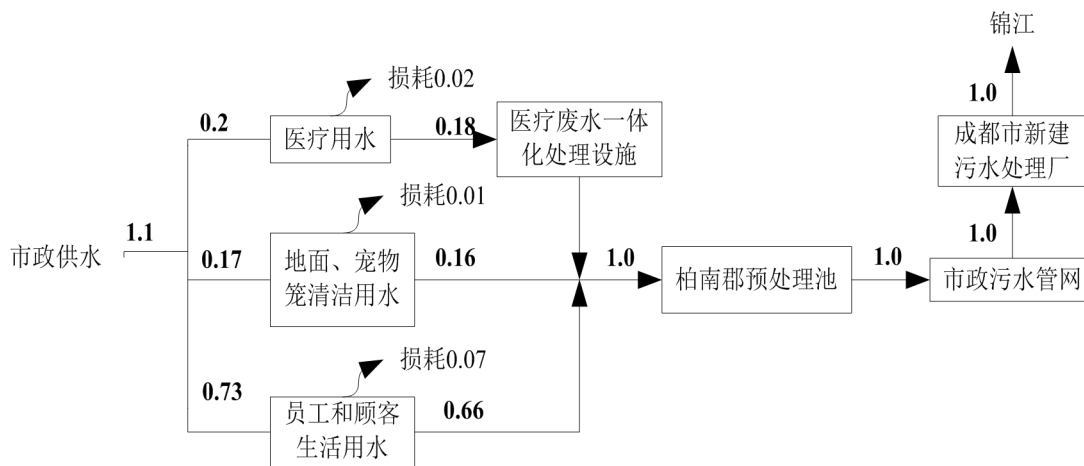 锦江
损耗0.02
1.0
0.2
医疗用水
0.18
医疗废水一体
化处理设施
成都市新建
污水处理厂
损耗0.01
市政供水
1.1
0.17
地面、宠物
笼清洁用水
0.16
1.0
柏南郡预处理池
1.0
1.0
市政污水管网
损耗0.07
0.73
员工和顾客
生活用水
0.66